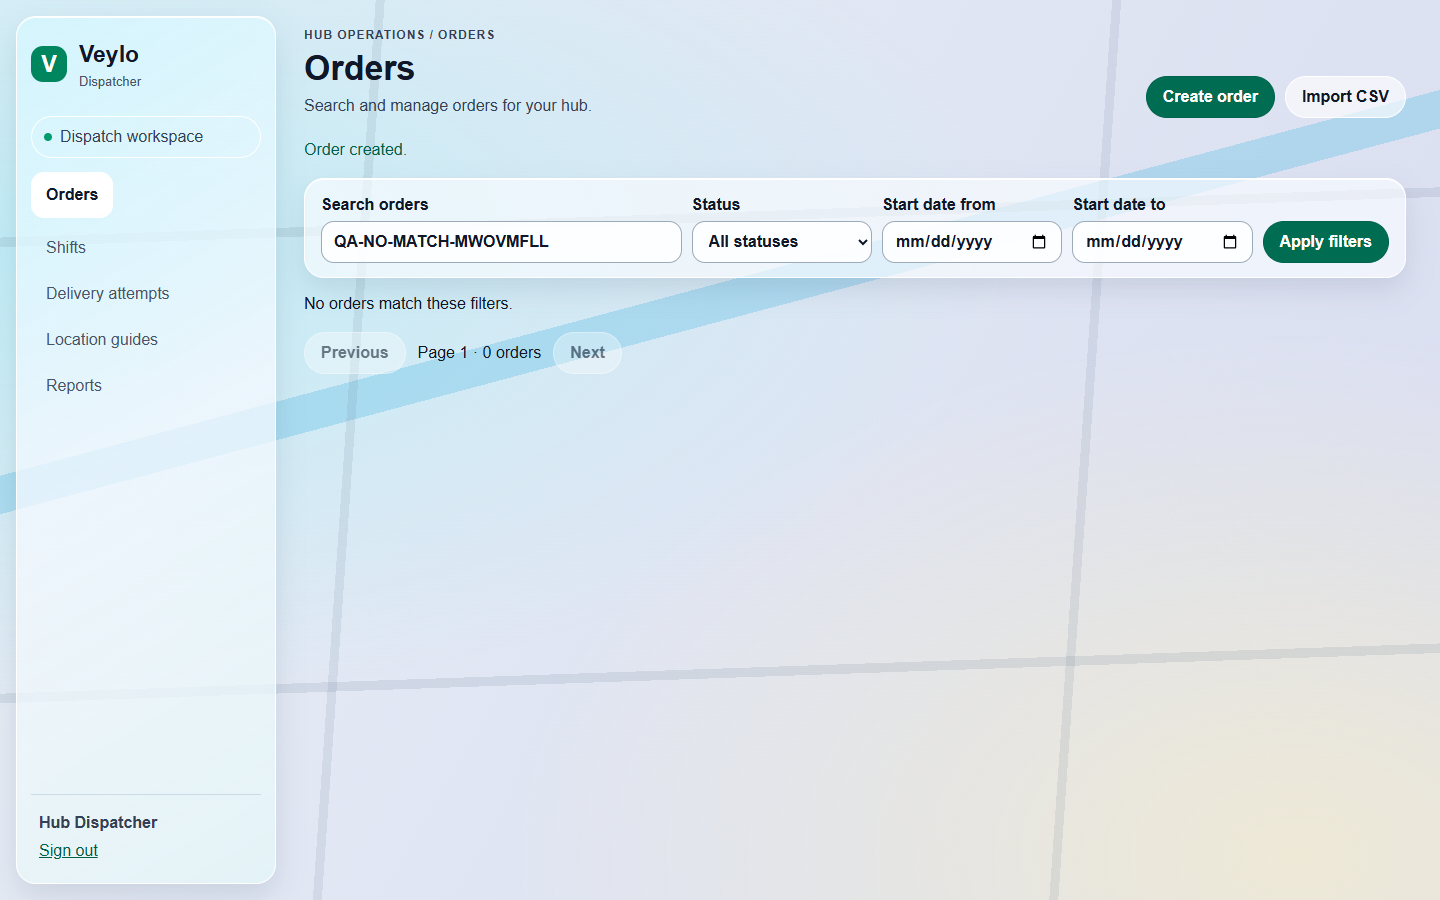 V
Veylo
Dispatcher
Dispatch workspace
Orders
Shifts
Delivery attempts
Location guides
Reports
Hub Dispatcher
Sign out
HUB OPERATIONS / ORDERS
Orders
Search and manage orders for your hub.
Create order
Import CSV
Order created.
Search orders
QA-NO-MATCH-MWOVMFLL
Status
All statuses
Start date from
mm/dd/yyyy
Start date to
mm/dd/yyyy
Apply filters
No orders match these filters.
Previous
Page 1 · 0 orders
Next